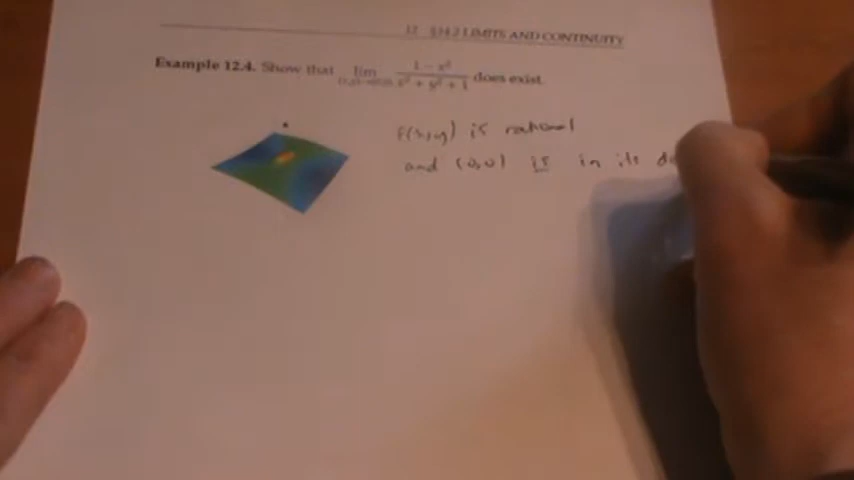 12 §14.2 LIMITS AND CONTINUITY
Example 12.4. Show that lim (x,y)→(0,0) 1 − x² / x² + y² + 1 does exist
f(x,y) is rational
and (0,0) is in its do